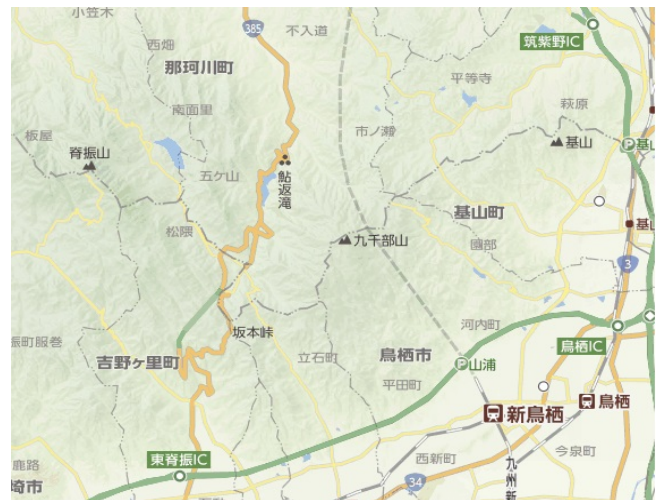 小笠木
385
不入道
筑紫野IC
西畑
那珂川町
平等寺
南面里
萩原
板屋
市ノ瀬
基山
脊振山
五ケ山
鮎返滝
基山町
松隈
九千部山
園部
3
坂本峠
河内町
吉野ヶ里町
立石町
鳥栖市
山浦
鳥栖IC
平田町
新鳥栖
鳥栖
東脊振IC
西新町
今泉町
鹿路
34
九州新
埼市